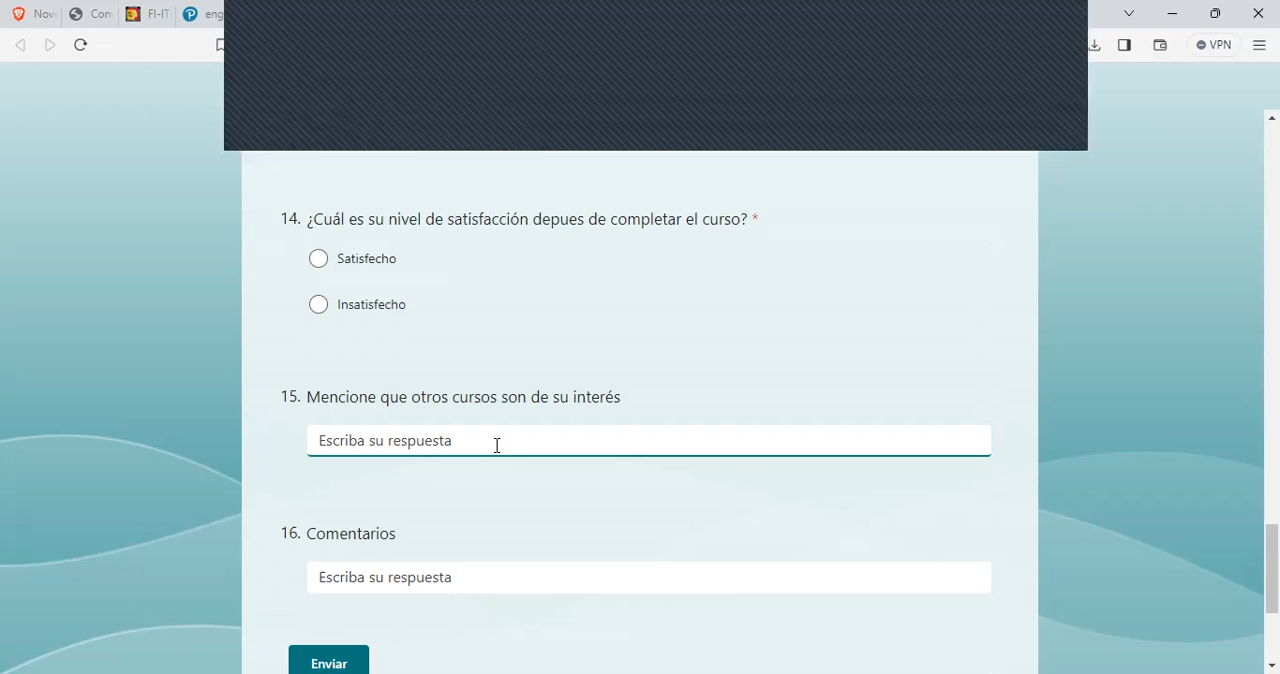 Nov
Con
FI-IT
eng
VPN
14. ¿Cuál es su nivel de satisfacción depues de completar el curso? *
Satisfecho
Insatisfecho
15. Mencione que otros cursos son de su interés
Escriba su respuesta
16. Comentarios
Escriba su respuesta
Enviar